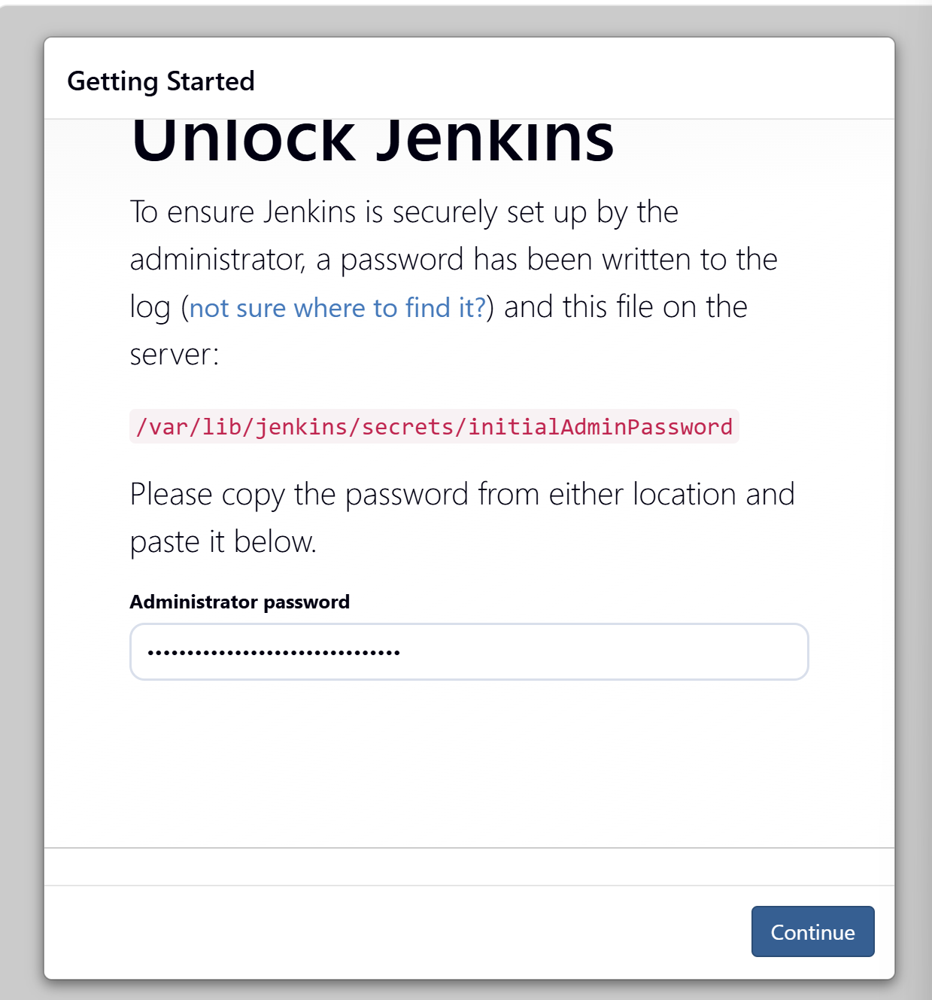 Getting Started
Unlock Jenkins
To ensure Jenkins is securely set up by the
administrator, a password has been written to the
log (not sure where to find it?) and this file on the
server:
/var/lib/jenkins/secrets/initialAdminPassword
Please copy the password from either location and
paste it below.
Administrator password
••••••••••••••••••••••••••••••••
Continue